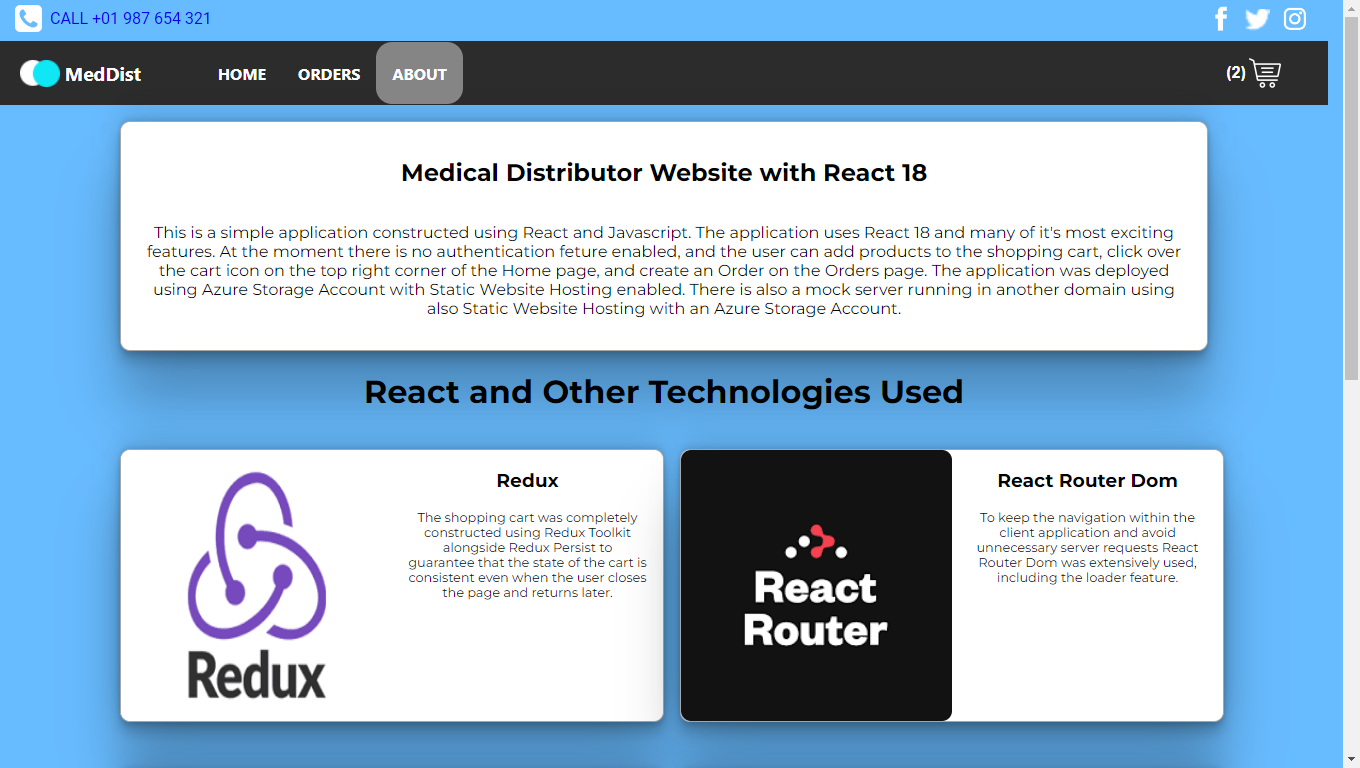 CALL +01 987 654 321
MedDist
HOME
ORDERS
ABOUT
(2)
Medical Distributor Website with React 18
This is a simple application constructed using React and Javascript. The application uses React 18 and many of it's most exciting
features. At the moment there is no authentication feture enabled, and the user can add products to the shopping cart, click over
the cart icon on the top right corner of the Home page, and create an Order on the Orders page. The application was deployed
using Azure Storage Account with Static Website Hosting enabled. There is also a mock server running in another domain using
also Static Website Hosting with an Azure Storage Account.
React and Other Technologies Used
Redux
Redux
The shopping cart was completely
constructed using Redux Toolkit
alongside Redux Persist to
guarantee that the state of the cart is
consistent even when the user closes
the page and returns later.
React
Router
React Router Dom
To keep the navigation within the
client application and avoid
unnecessary server requests React
Router Dom was extensively used,
including the loader feature.